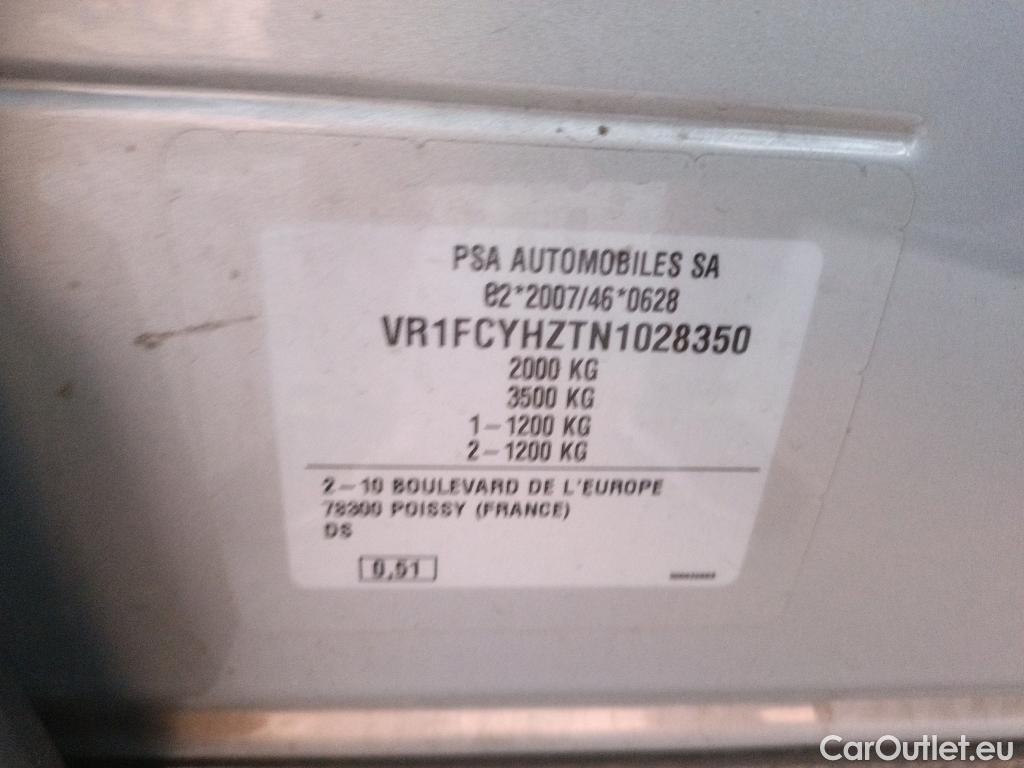 PSA AUTOMOBILES SA
e2*2007/46*0628
VR1FCYHZTN1028350
2000 KG
3500 KG
1-1200 KG
2-1200 KG
2-10 BOULEVARD DE L'EUROPE
78300 POISSY (FRANCE)
DS
0,51
CarOutlet.eu